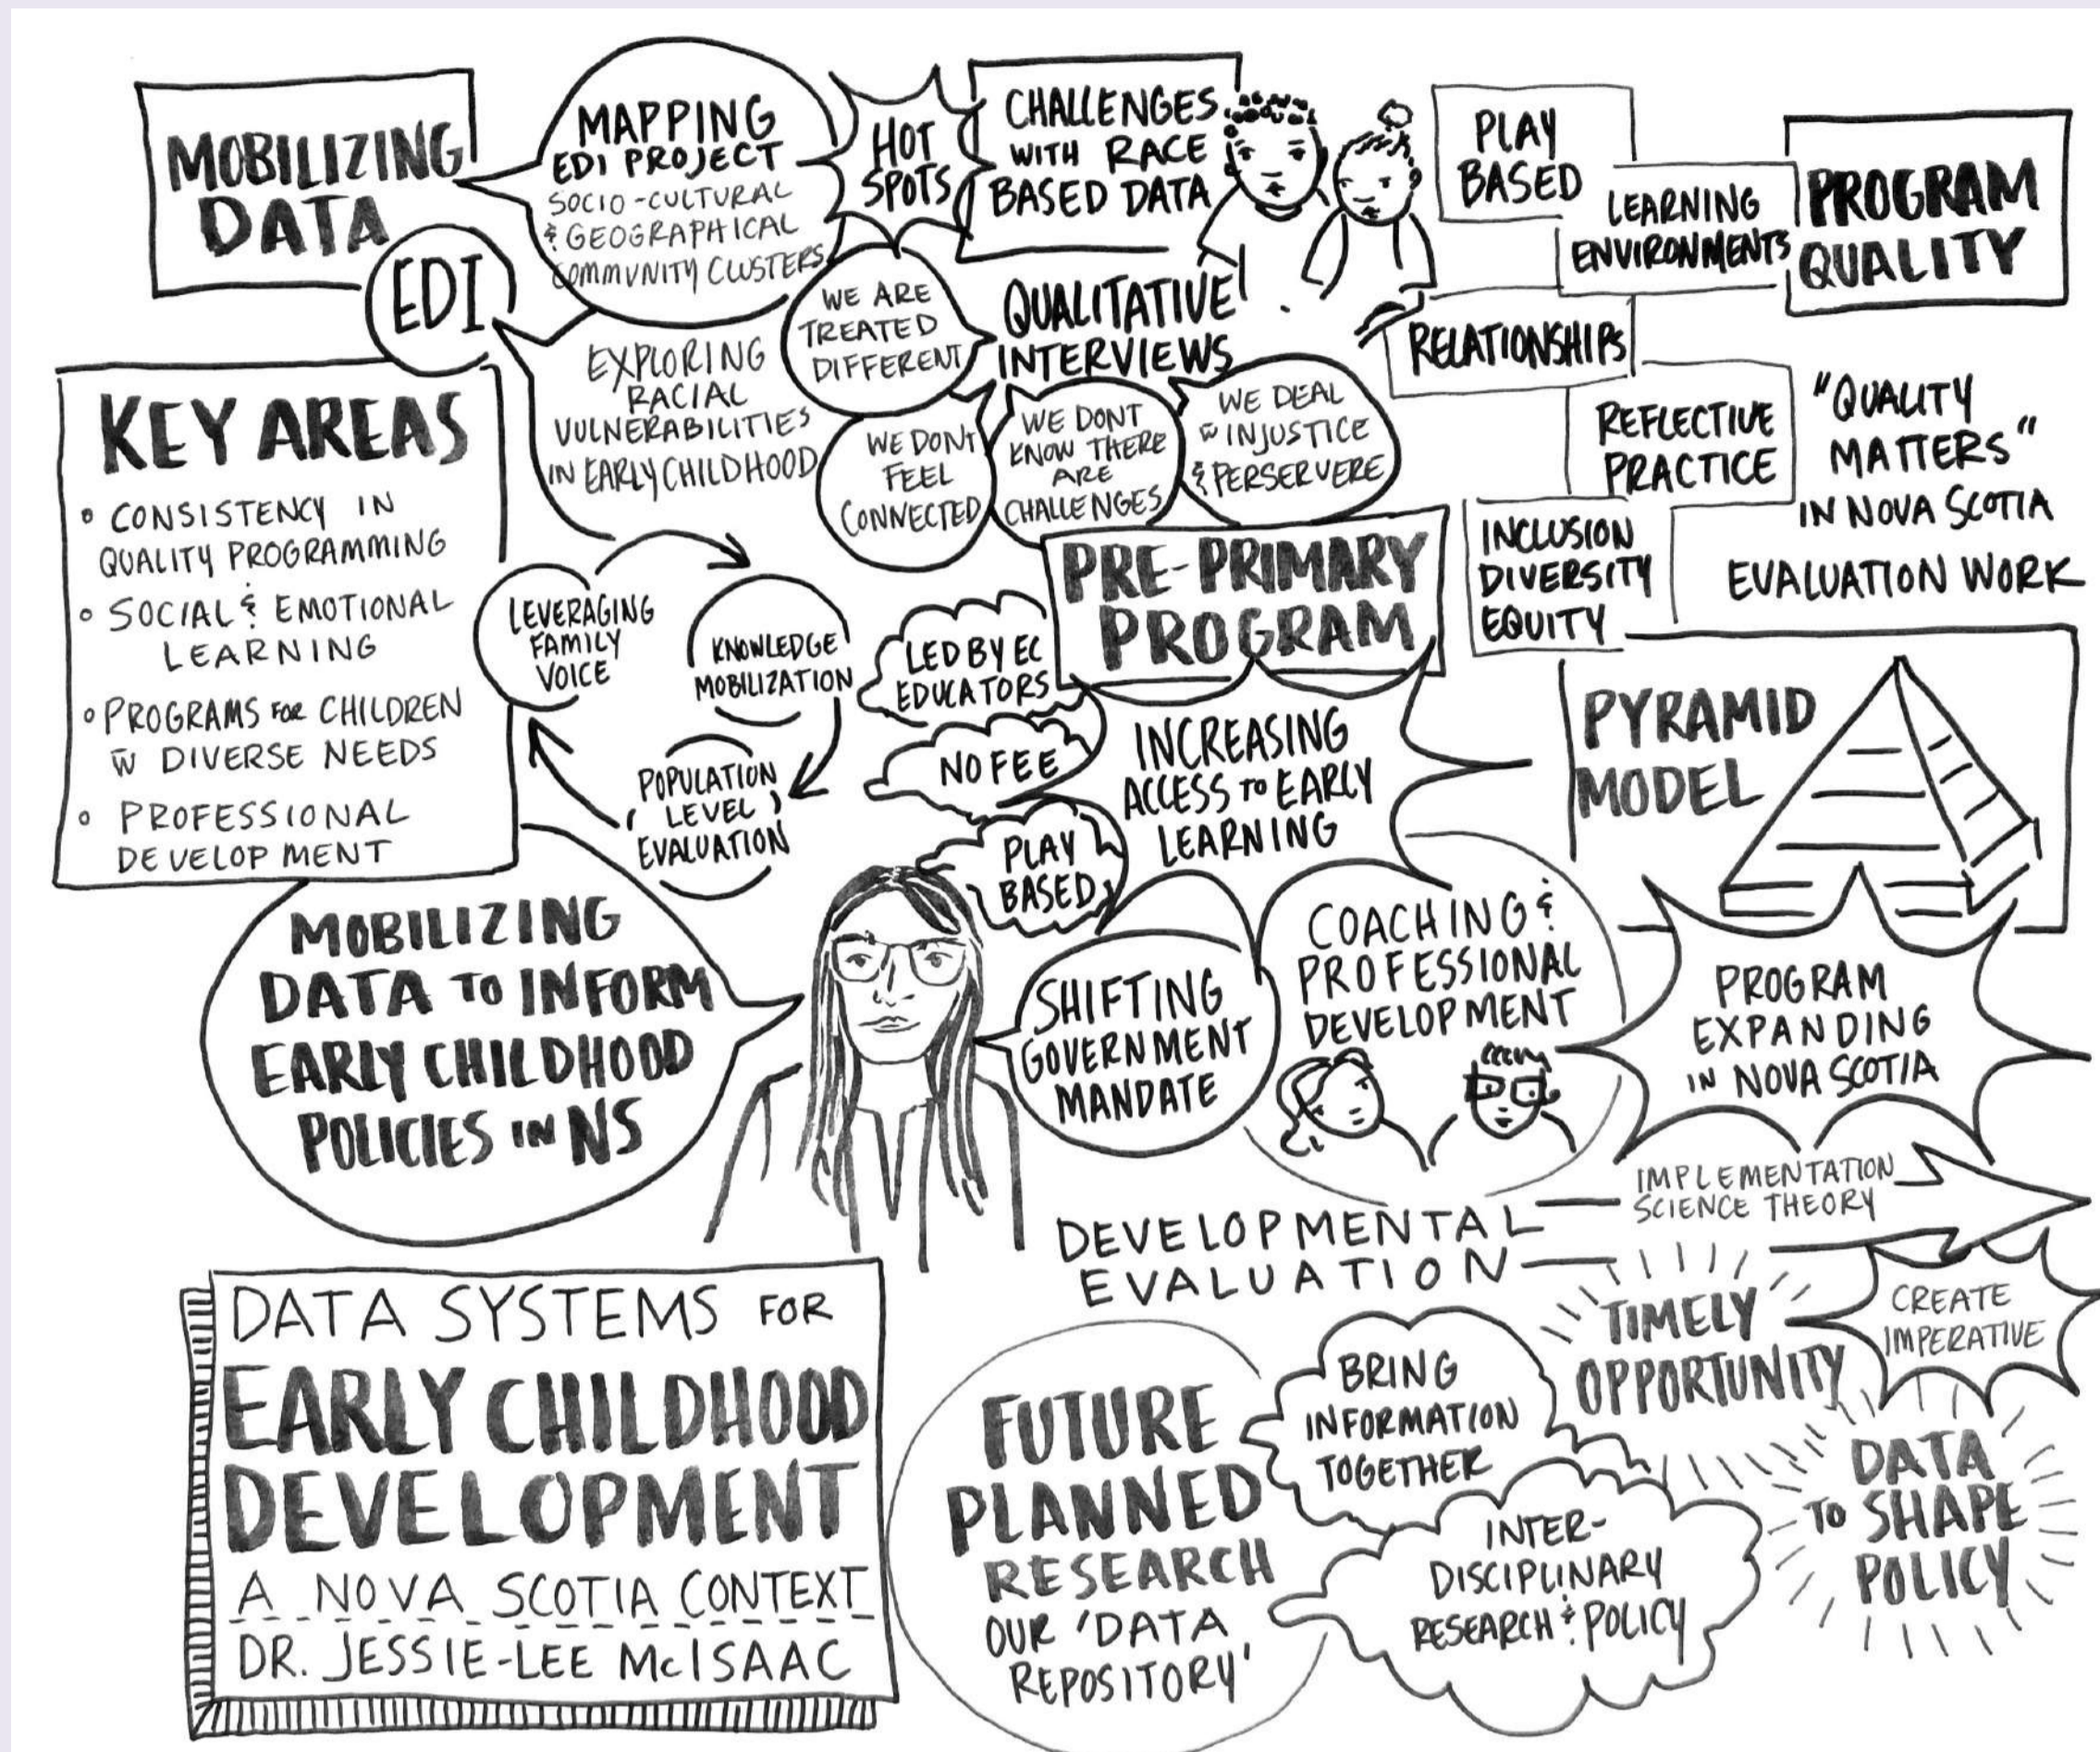 MOBILIZING
DATA
EDI
MAPPING
EDI PROJECT
SOCIO-CULTURAL
& GEOGRAPHICAL
COMMUNITY CLUSTERS
HOT
SPOTS
CHALLENGES
WITH RACE
BASED DATA
EXPLORING
RACIAL
VULNERABILITIES
IN EARLY CHILDHOOD
QUALITATIVE
INTERVIEWS
WE ARE
TREATED
DIFFERENT
WE DONT
FEEL
CONNECTED
WE DONT
KNOW THERE
ARE
CHALLENGES
WE DEAL
W INJUSTICE
& PERSERVERE
PLAY
BASED
LEARNING
ENVIRONMENTS
PROGRAM
QUALITY
RELATIONSHIPS
REFLECTIVE
PRACTICE
INCLUSION
DIVERSITY
EQUITY
"QUALITY
MATTERS"
IN NOVA SCOTIA
EVALUATION WORK
KEY AREAS
• CONSISTENCY IN
QUALITY PROGRAMMING
• SOCIAL & EMOTIONAL
LEARNING
• PROGRAMS FOR CHILDREN
W DIVERSE NEEDS
• PROFESSIONAL
DEVELOPMENT
LEVERAGING
FAMILY
VOICE
KNOWLEDGE
MOBILIZATION
POPULATION
LEVEL
EVALUATION
PRE-PRIMARY
PROGRAM
LED BY EC
EDUCATORS
NO FEE
PLAY
BASED
INCREASING
ACCESS TO EARLY
LEARNING
PYRAMID
MODEL
MOBILIZING
DATA TO INFORM
EARLY CHILDHOOD
POLICIES IN NS
SHIFTING
GOVERNMENT
MANDATE
COACHING &
PROFESSIONAL
DEVELOPMENT
PROGRAM
EXPANDING
IN NOVA SCOTIA
DEVELOPMENTAL
EVALUATION
IMPLEMENTATION
SCIENCE THEORY
DATA SYSTEMS FOR
EARLY CHILDHOOD
DEVELOPMENT
A NOVA SCOTIA CONTEXT
DR. JESSIE-LEE McISAAC
FUTURE
PLANNED
RESEARCH
OUR 'DATA
REPOSITORY'
BRING
INFORMATION
TOGETHER
INTER-
DISCIPLINARY
RESEARCH & POLICY
TIMELY
OPPORTUNITY
CREATE
IMPERATIVE
DATA
TO SHAPE
POLICY